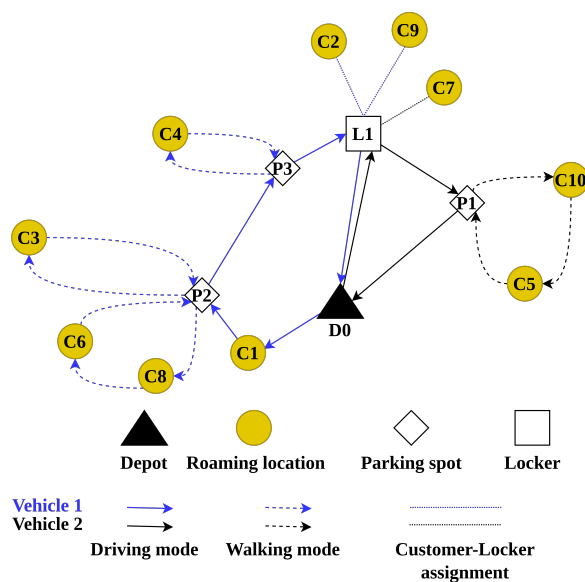 C9
C2
C7
C4
L1
P3
C10
P1
C3
C5
P2
D0
C6
C1
C8
Depot
Roaming location
Parking spot
Locker
Vehicle 1
Vehicle 2
Driving mode
Walking mode
Customer-Locker
assignment